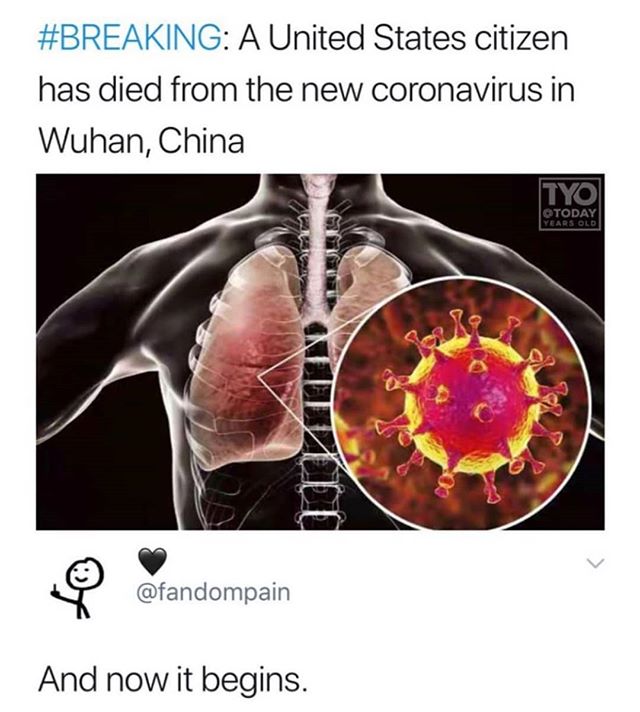 #BREAKING: A United States citizen
has died from the new coronavirus in
Wuhan, China
TYO
@TODAY
YEARS OLD
🖤
@fandompain
And now it begins.